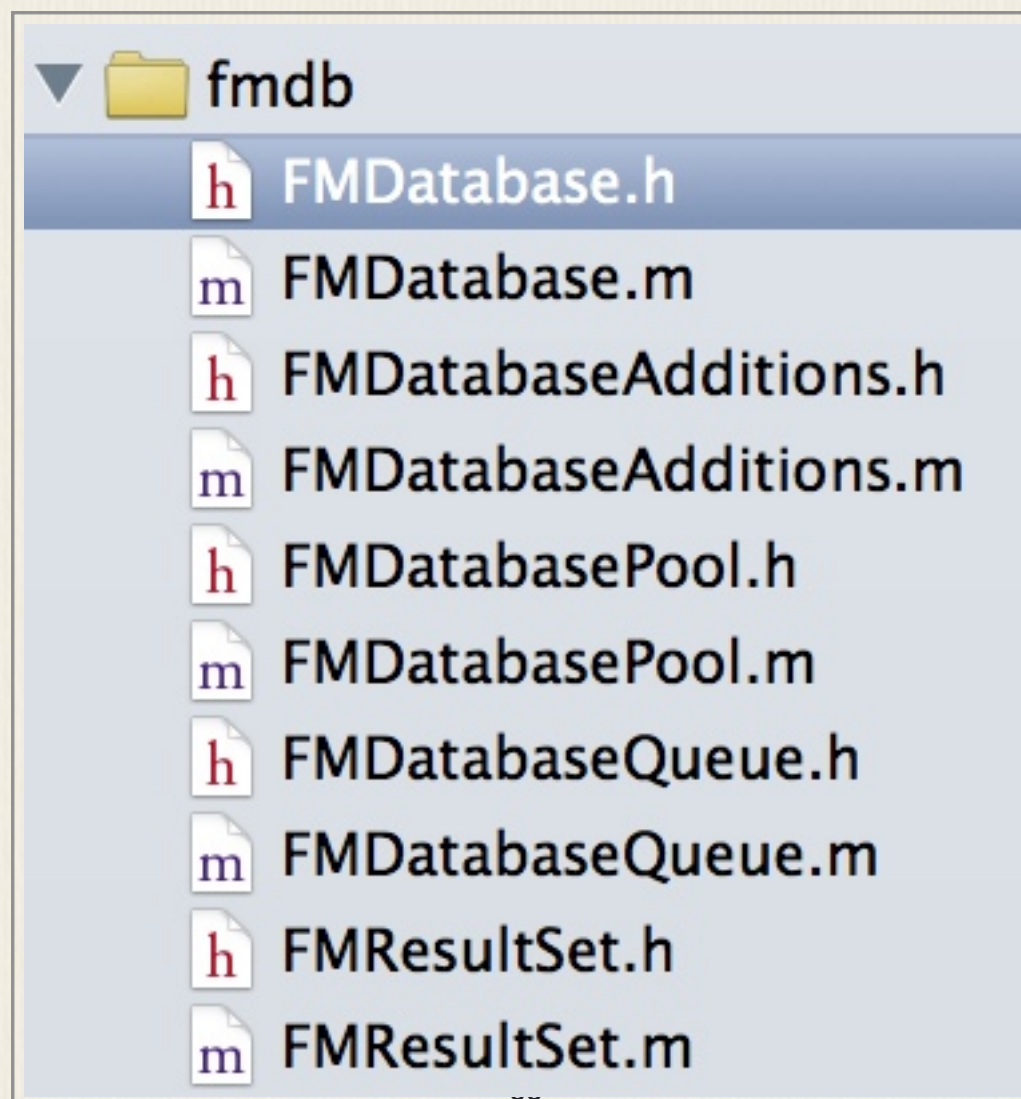 fmdb
h FMDatabase.h
m FMDatabase.m
h FMDatabaseAdditions.h
m FMDatabaseAdditions.m
h FMDatabasePool.h
m FMDatabasePool.m
h FMDatabaseQueue.h
m FMDatabaseQueue.m
h FMResultSet.h
m FMResultSet.m